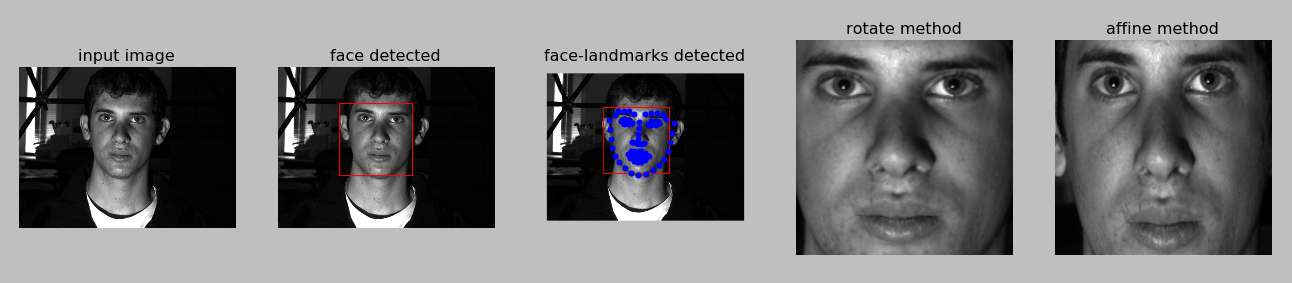 input image
face detected
face-landmarks detected
rotate method
affine method